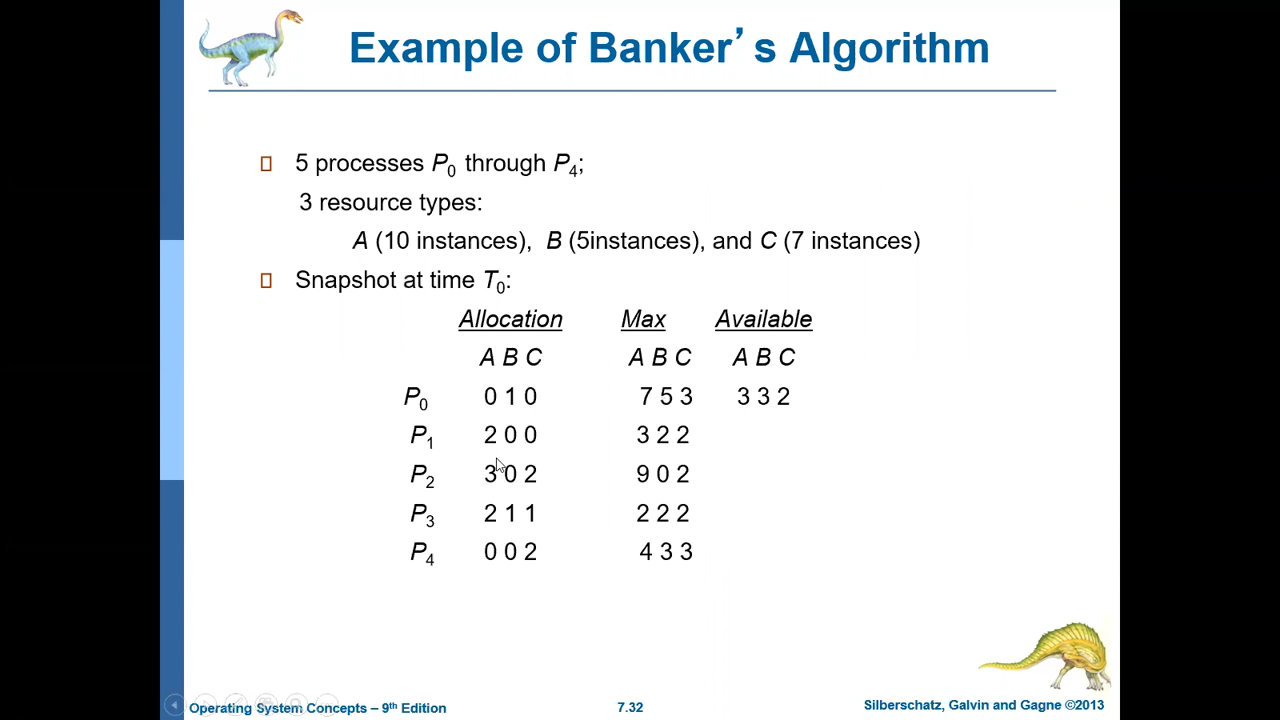 Example of Banker’s Algorithm
5 processes P0 through P4;
3 resource types:
A (10 instances), B (5instances), and C (7 instances)
Snapshot at time T0:
Allocation Max Available
A B C A B C A B C
P0 0 1 0 7 5 3 3 3 2
P1 2 0 0 3 2 2
P2 3 0 2 9 0 2
P3 2 1 1 2 2 2
P4 0 0 2 4 3 3
Operating System Concepts – 9th Edition 7.32 Silberschatz, Galvin and Gagne ©2013